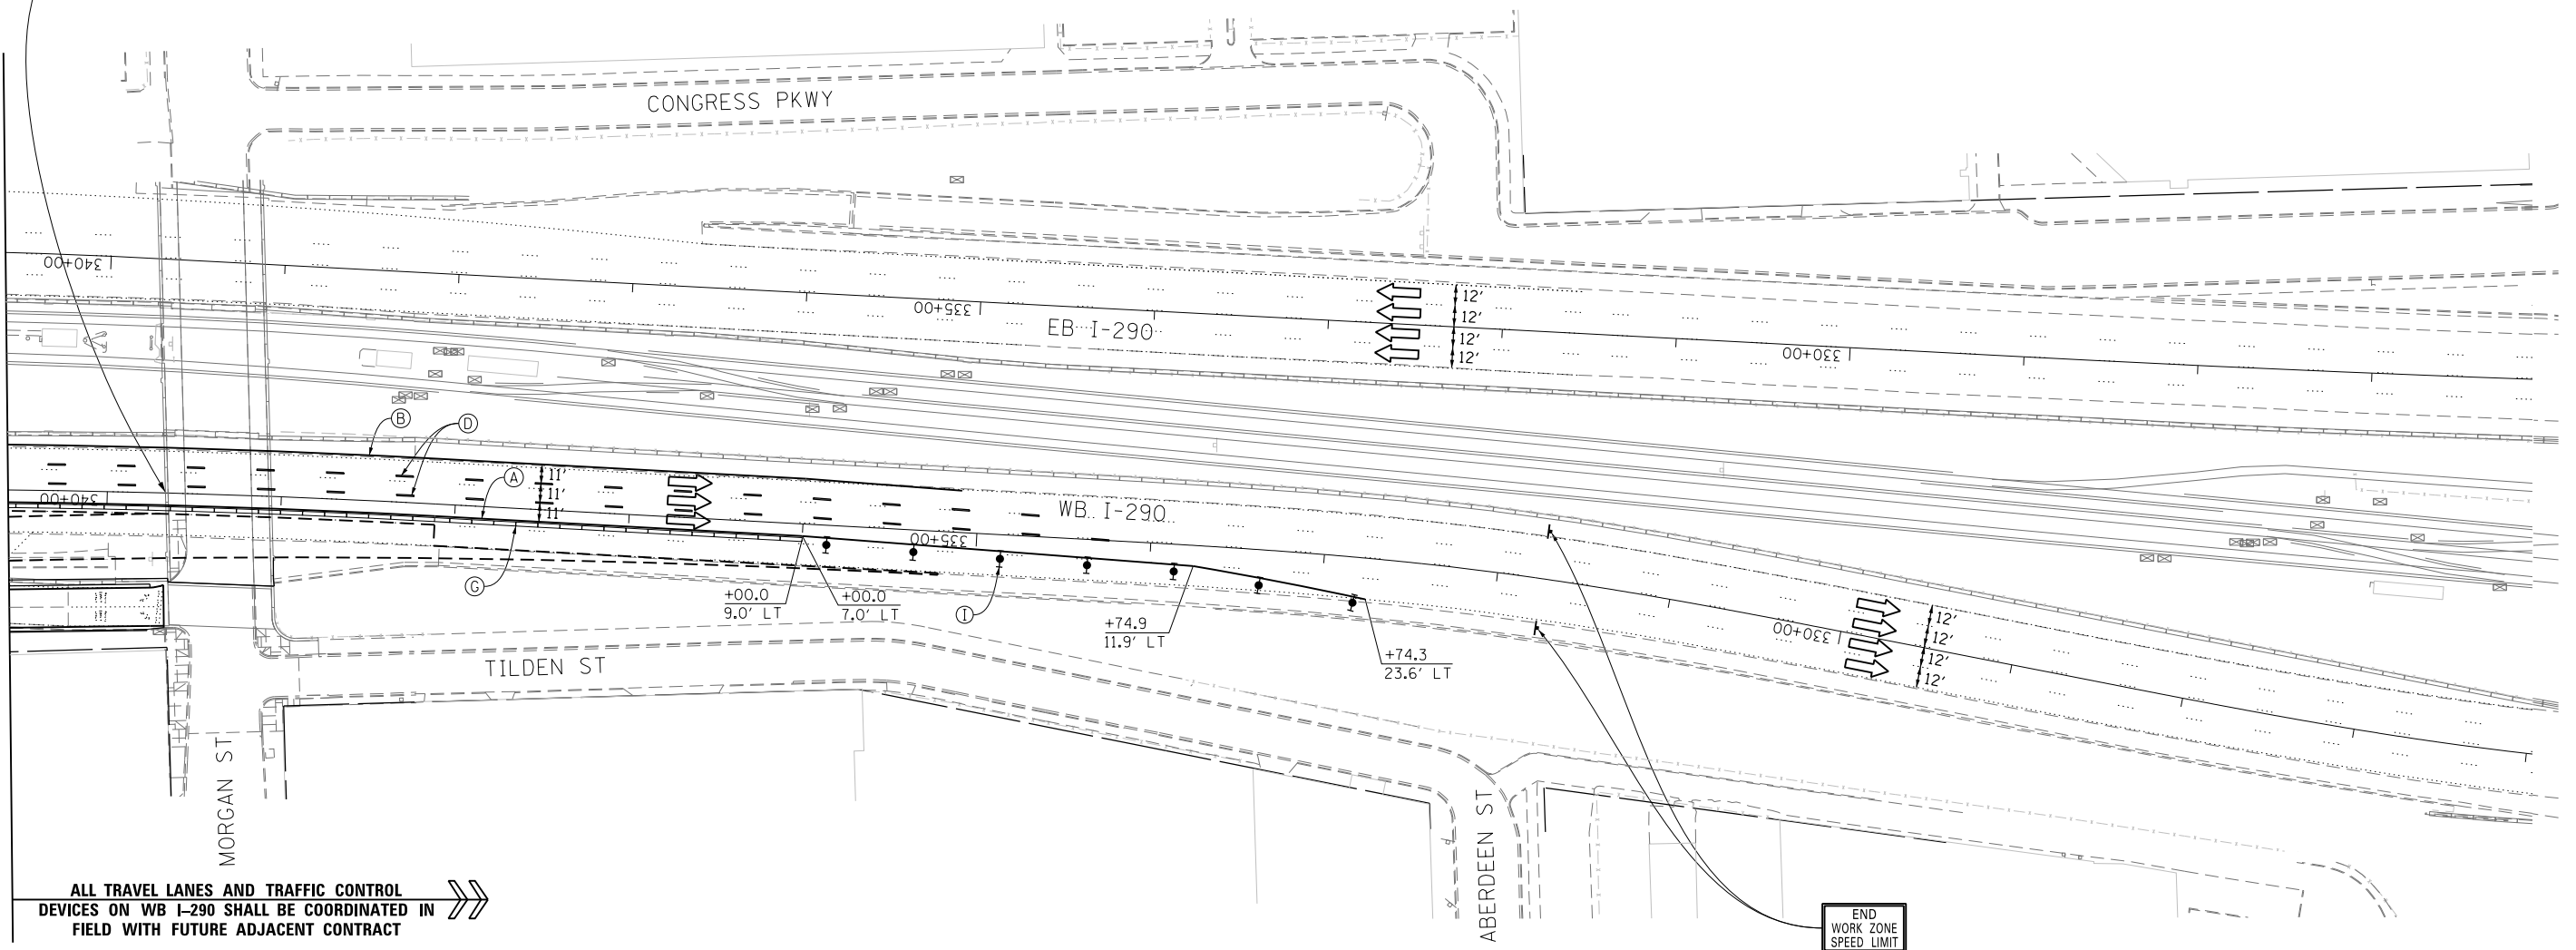 CONGRESS PKWY
340+00
335+00
EB I-290
12'
12'
12'
12'
330+00
B
D
A
11'
11'
11'
340+00
WB I-290
335+00
G
+00.0
9.0' LT
+00.0
7.0' LT
I
+74.9
11.9' LT
+74.3
23.6' LT
330+00
12'
12'
12'
12'
TILDEN ST
MORGAN ST
ABERDEEN ST
ALL TRAVEL LANES AND TRAFFIC CONTROL
DEVICES ON WB I-290 SHALL BE COORDINATED IN
FIELD WITH FUTURE ADJACENT CONTRACT
END
WORK ZONE
SPEED LIMIT